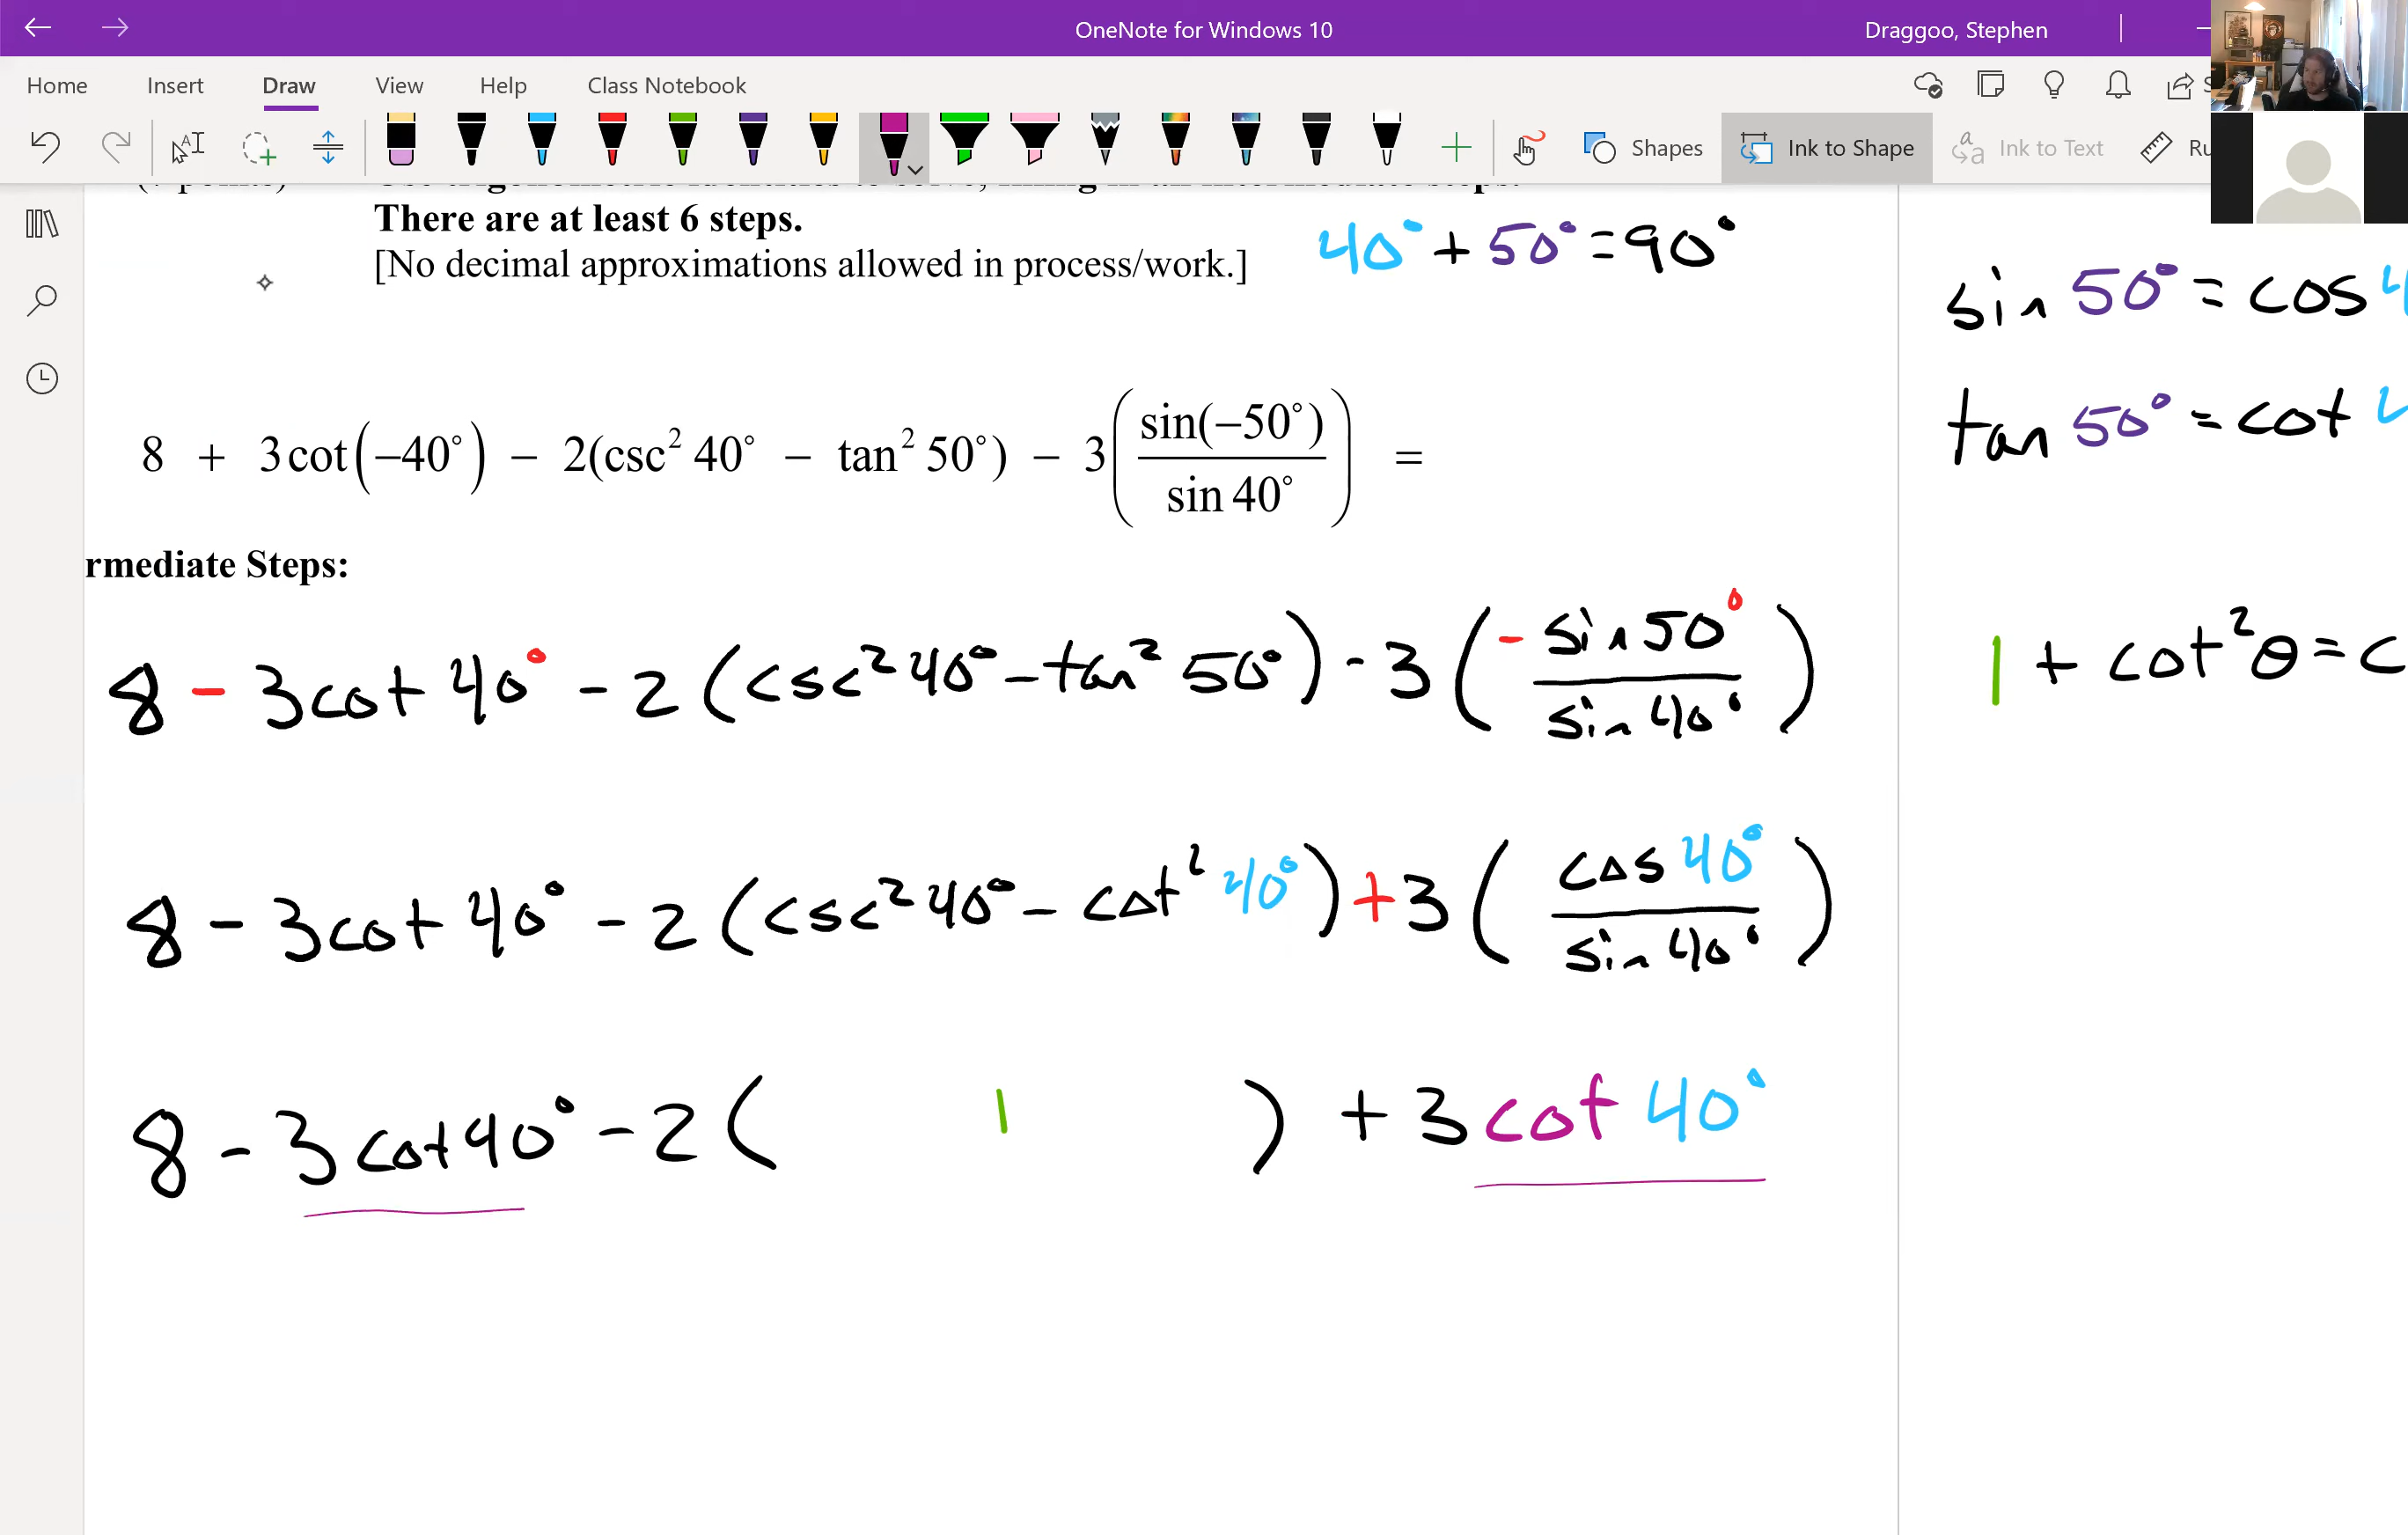 OneNote for Windows 10
Draggoo, Stephen
Home Insert Draw View Help Class Notebook
Shapes Ink to Shape Ink to Text Ru
There are at least 6 steps.
[No decimal approximations allowed in process/work.]
40° + 50° = 90°
sin 50° = cos 4
tan 50° = cot
8 + 3cot(−40°) − 2(csc² 40° − tan² 50°) − 3(sin(−50°)/sin 40°) =
rmediate Steps:
8 - 3cot 40° - 2(csc² 40° - tan² 50°) - 3(-sin 50°/sin 40°)
1 + cot²θ = c
8 - 3cot 40° - 2(csc² 40° - cot² 40°) + 3(cos 40°/sin 40°)
8 - 3cot 40° - 2( 1 ) + 3cot 40°